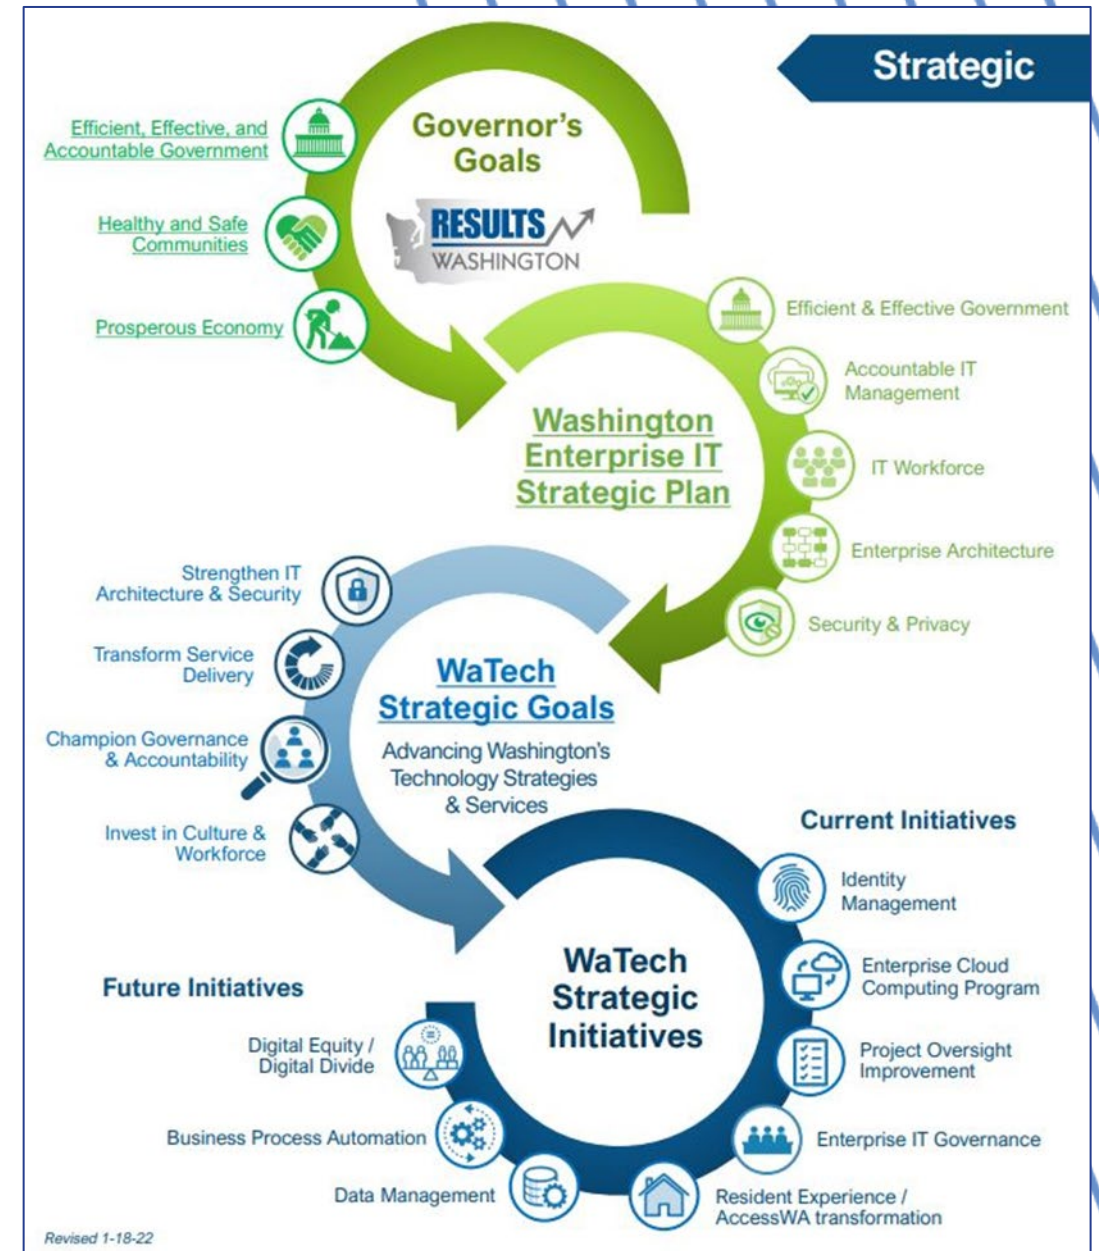 Strategic
Governor's
Goals
RESULTS
WASHINGTON
Efficient, Effective, and
Accountable Government
Healthy and Safe
Communities
Prosperous Economy
Washington
Enterprise IT
Strategic Plan
Efficient & Effective Government
Accountable IT
Management
IT Workforce
Enterprise Architecture
Security & Privacy
WaTech
Strategic Goals
Advancing Washington's
Technology Strategies
& Services
Strengthen IT
Architecture & Security
Transform Service
Delivery
Champion Governance
& Accountability
Invest in Culture &
Workforce
WaTech
Strategic
Initiatives
Current Initiatives
Identity
Management
Enterprise Cloud
Computing Program
Project Oversight
Improvement
Enterprise IT Governance
Resident Experience /
AccessWA transformation
Future Initiatives
Digital Equity /
Digital Divide
Business Process Automation
Data Management
Revised 1-18-22